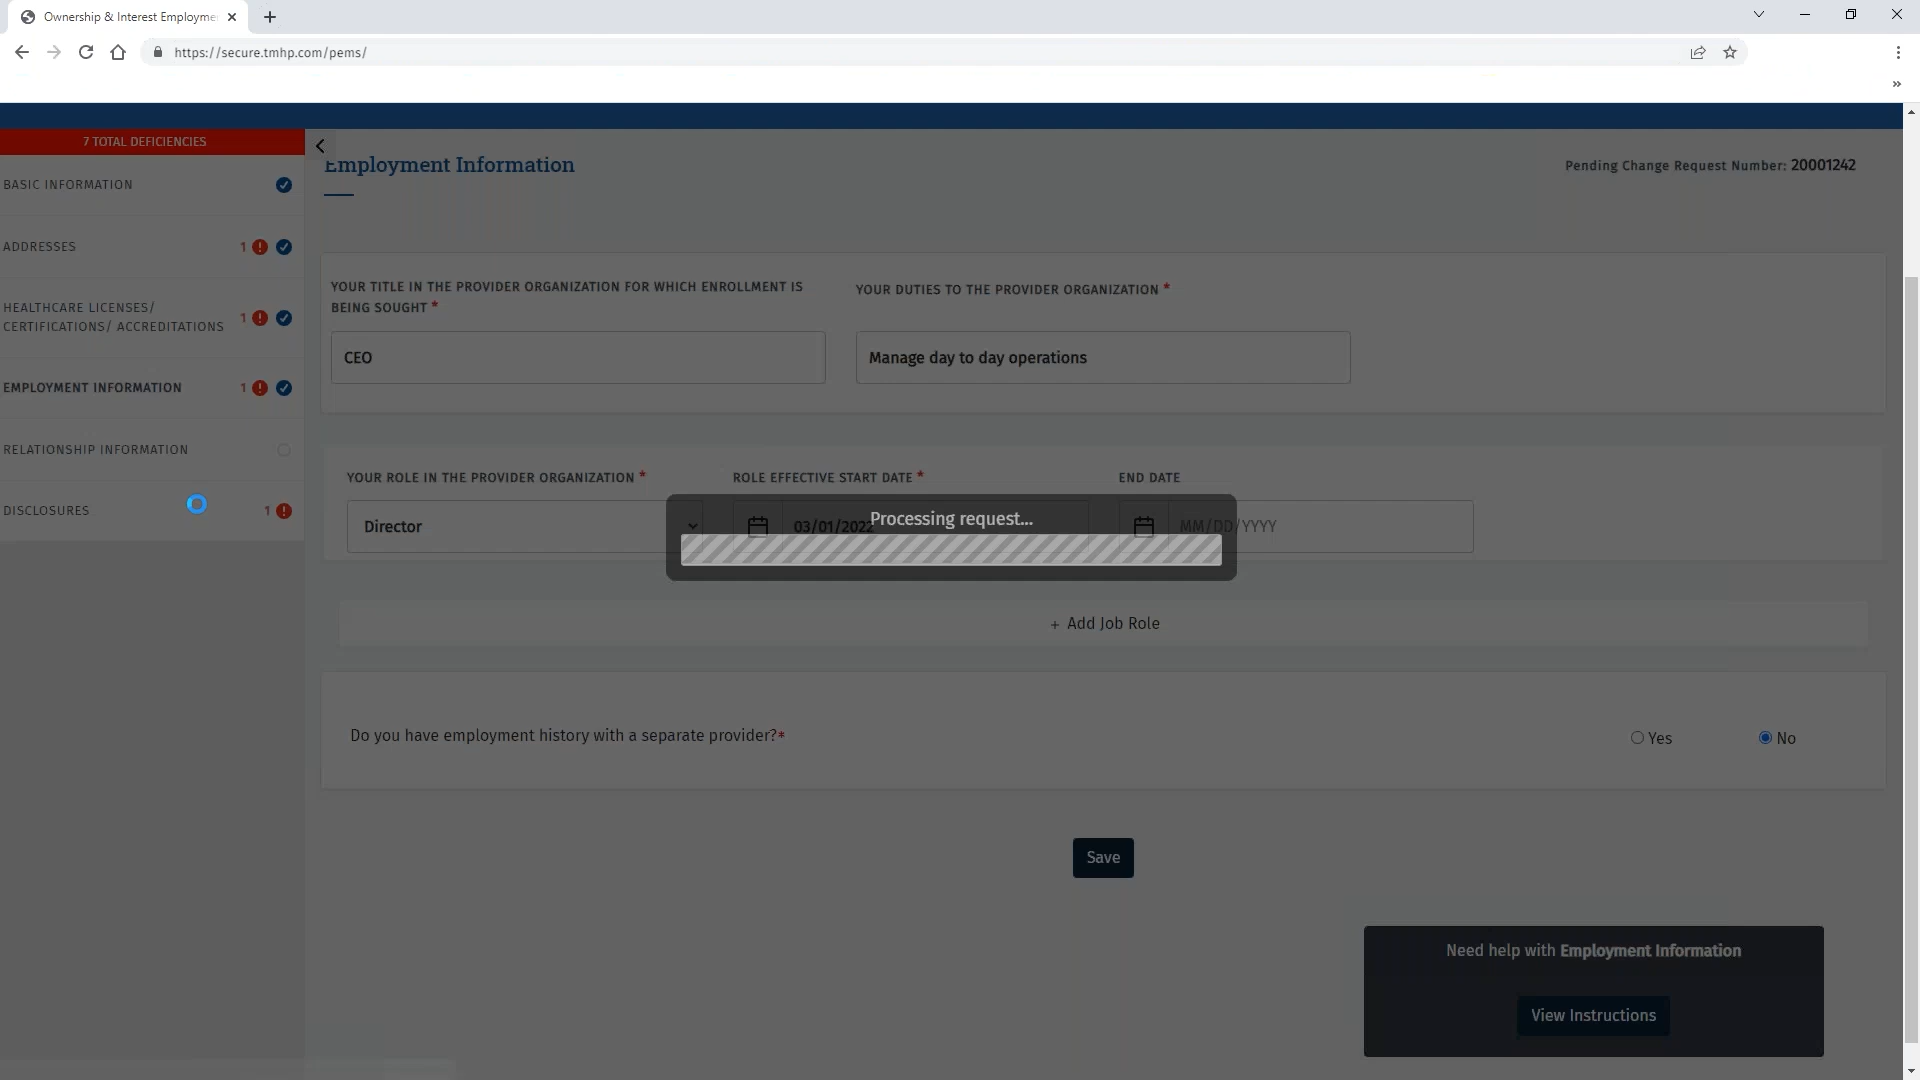 Ownership & Interest Employme
https://secure.tmhp.com/pems/
7 TOTAL DEFICIENCIES
BASIC INFORMATION
ADDRESSES 1
HEALTHCARE LICENSES/
CERTIFICATIONS/ ACCREDITATIONS 1
EMPLOYMENT INFORMATION 1
RELATIONSHIP INFORMATION
DISCLOSURES 1
Employment Information
Pending Change Request Number: 20001242
YOUR TITLE IN THE PROVIDER ORGANIZATION FOR WHICH ENROLLMENT IS
BEING SOUGHT *
YOUR DUTIES TO THE PROVIDER ORGANIZATION *
CEO
Manage day to day operations
YOUR ROLE IN THE PROVIDER ORGANIZATION *
ROLE EFFECTIVE START DATE *
END DATE
Director
03/01/2022
MM/DD/YYYY
Processing request...
+ Add Job Role
Do you have employment history with a separate provider?*
Yes
No
Save
Need help with Employment Information
View Instructions